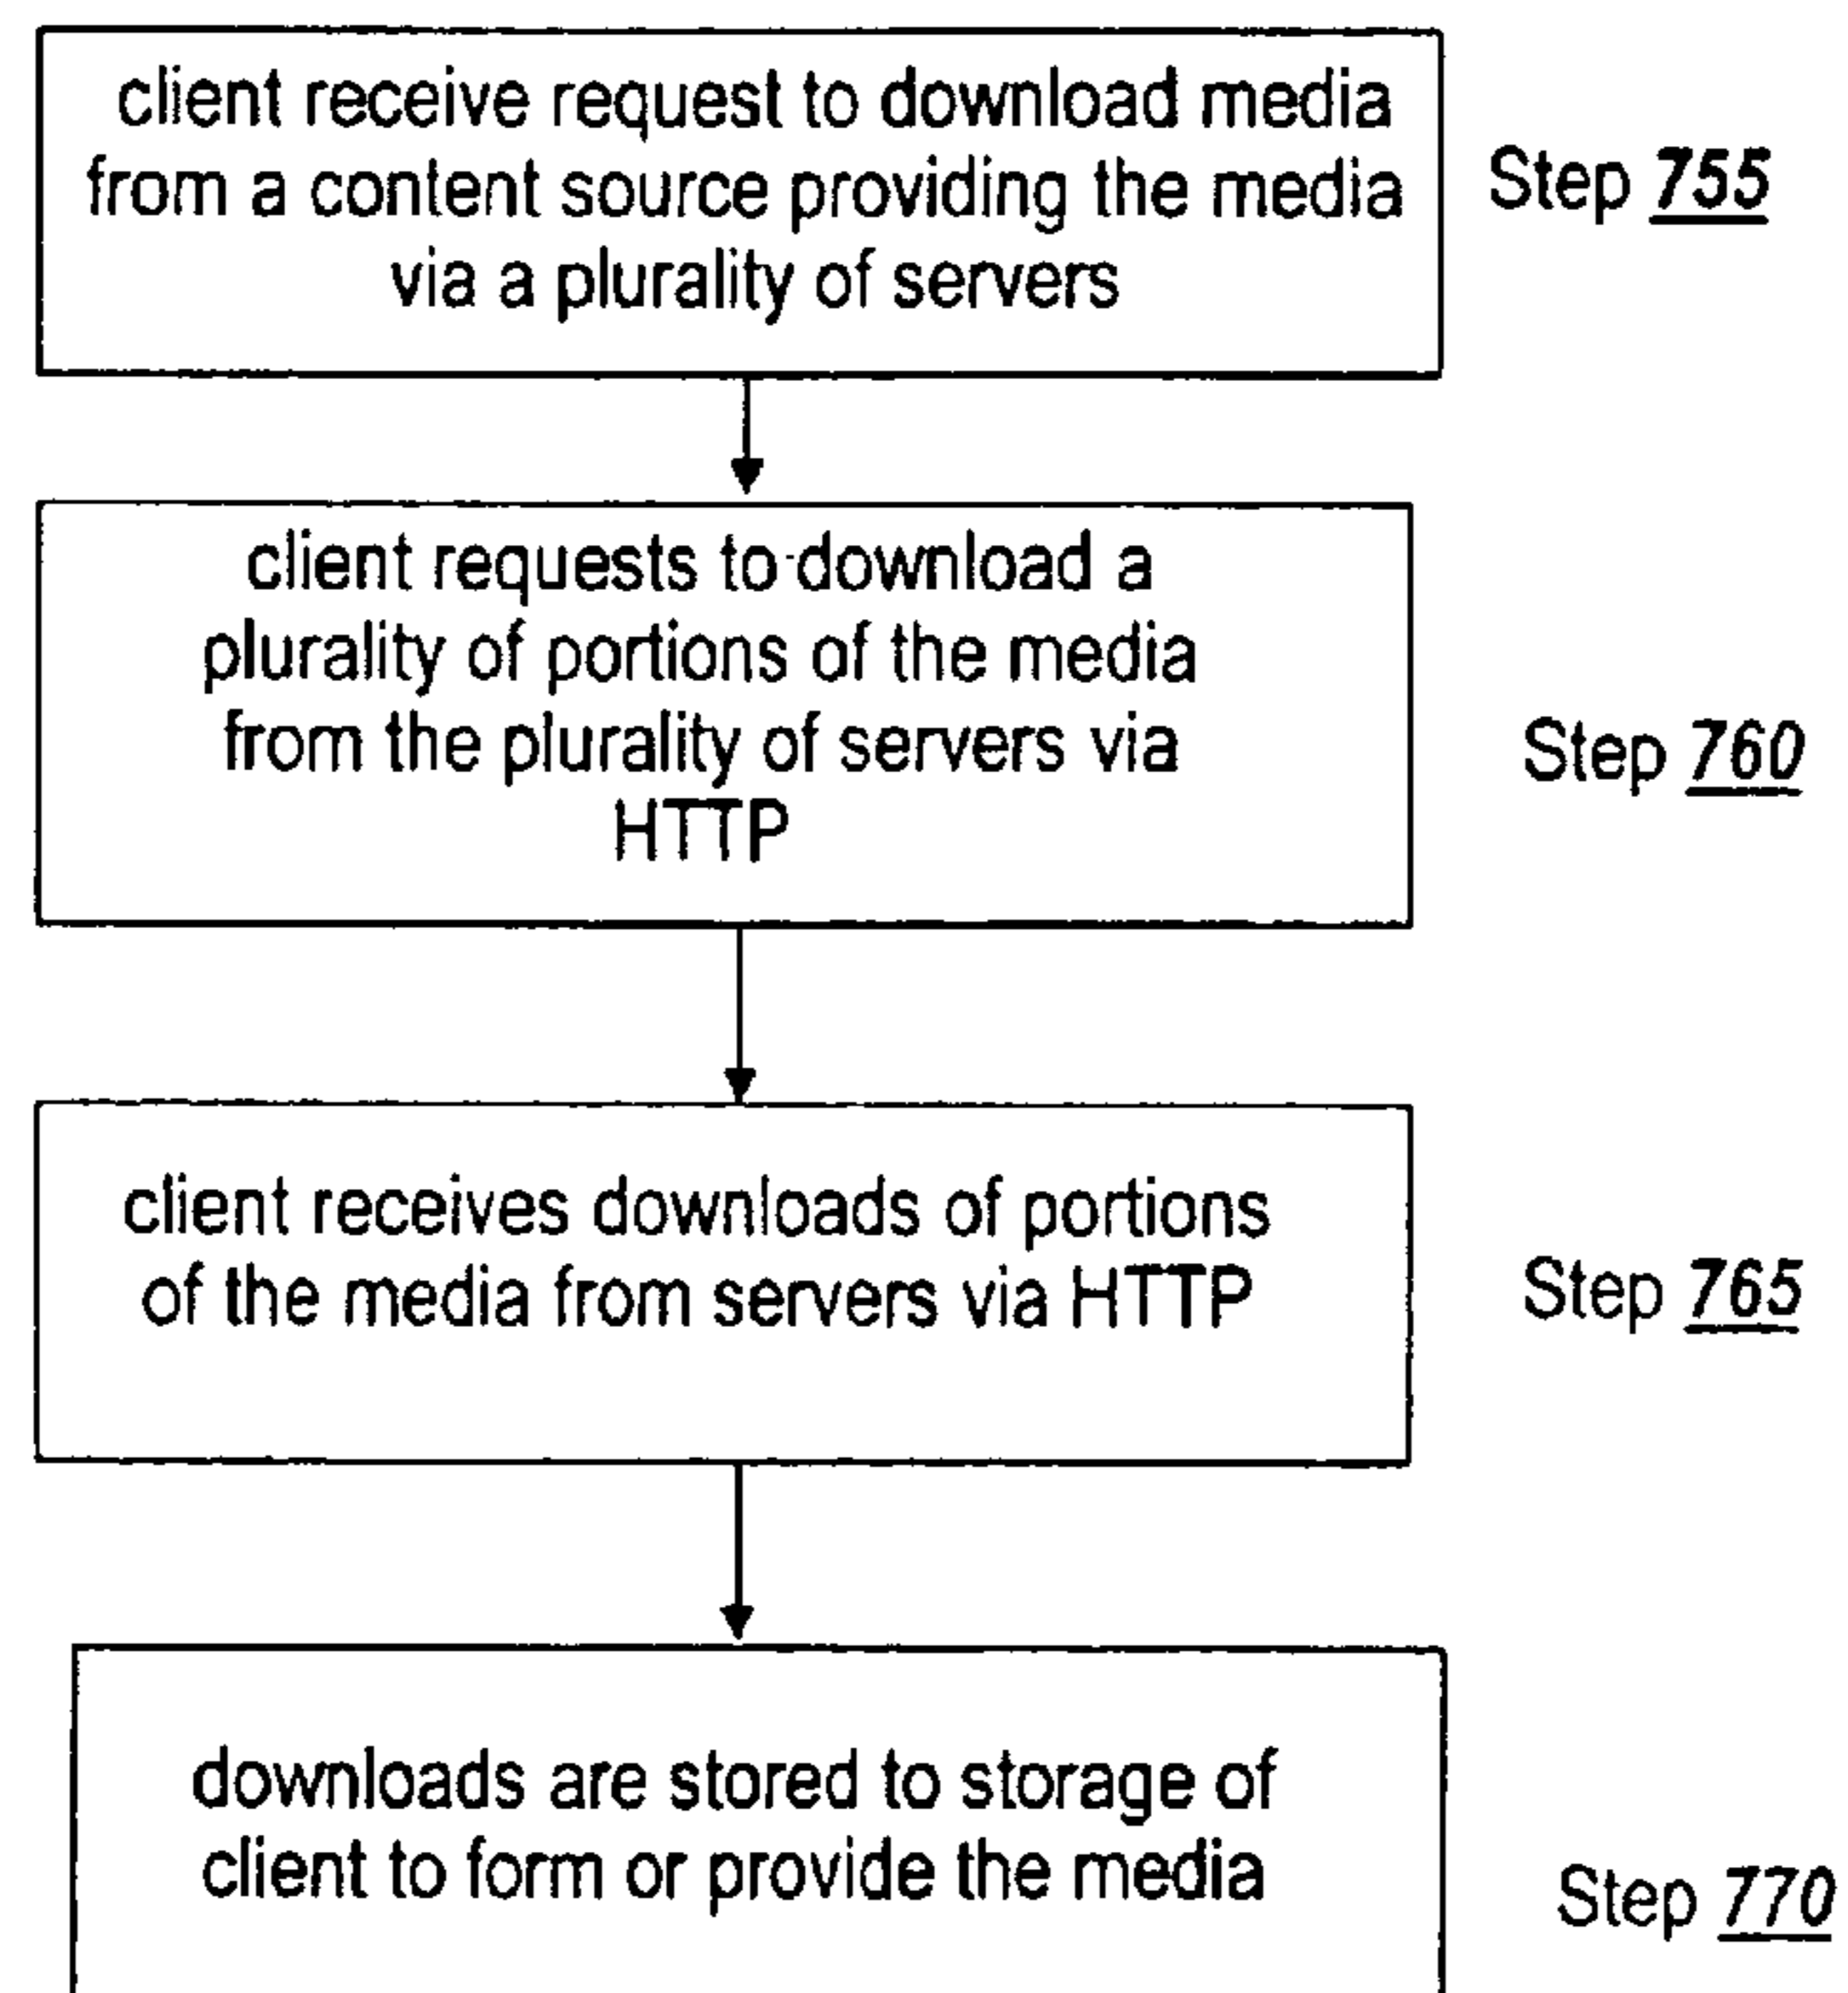 client receive request to download media
from a content source providing the media
via a plurality of servers
Step 755
client requests to download a
plurality of portions of the media
from the plurality of servers via
HTTP
Step 760
client receives downloads of portions
of the media from servers via HTTP
Step 765
downloads are stored to storage of
client to form or provide the media
Step 770